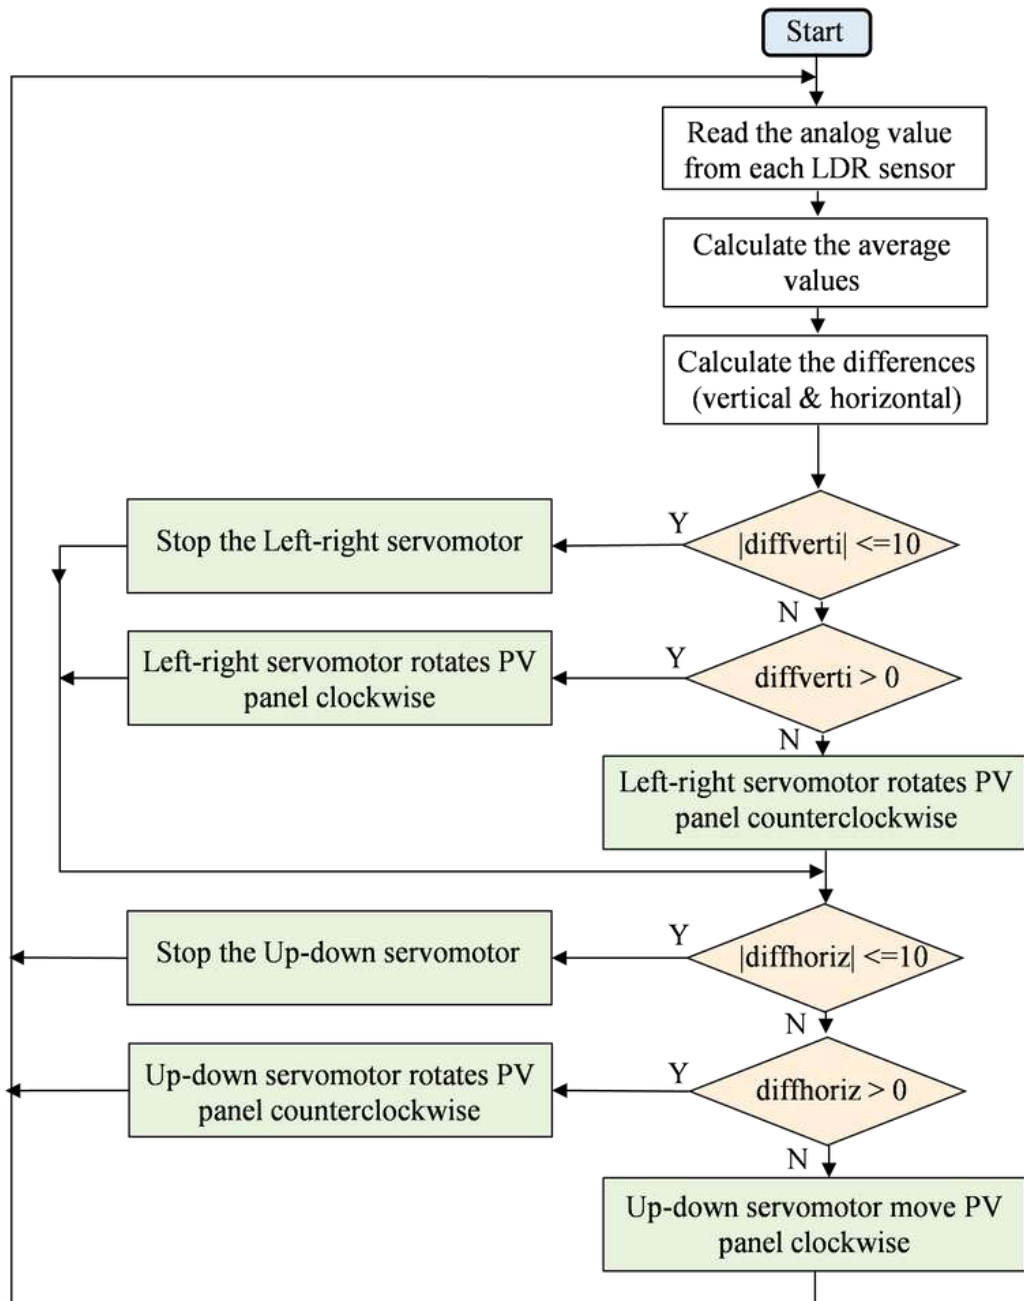 Start
Read the analog value
from each LDR sensor
Calculate the average
values
Calculate the differences
(vertical & horizontal)
|diffverti| <=10
Y
Stop the Left-right servomotor
N
diffverti > 0
Y
Left-right servomotor rotates PV
panel clockwise
N
Left-right servomotor rotates PV
panel counterclockwise
|diffhoriz| <=10
Y
Stop the Up-down servomotor
N
diffhoriz > 0
Y
Up-down servomotor rotates PV
panel counterclockwise
N
Up-down servomotor move PV
panel clockwise